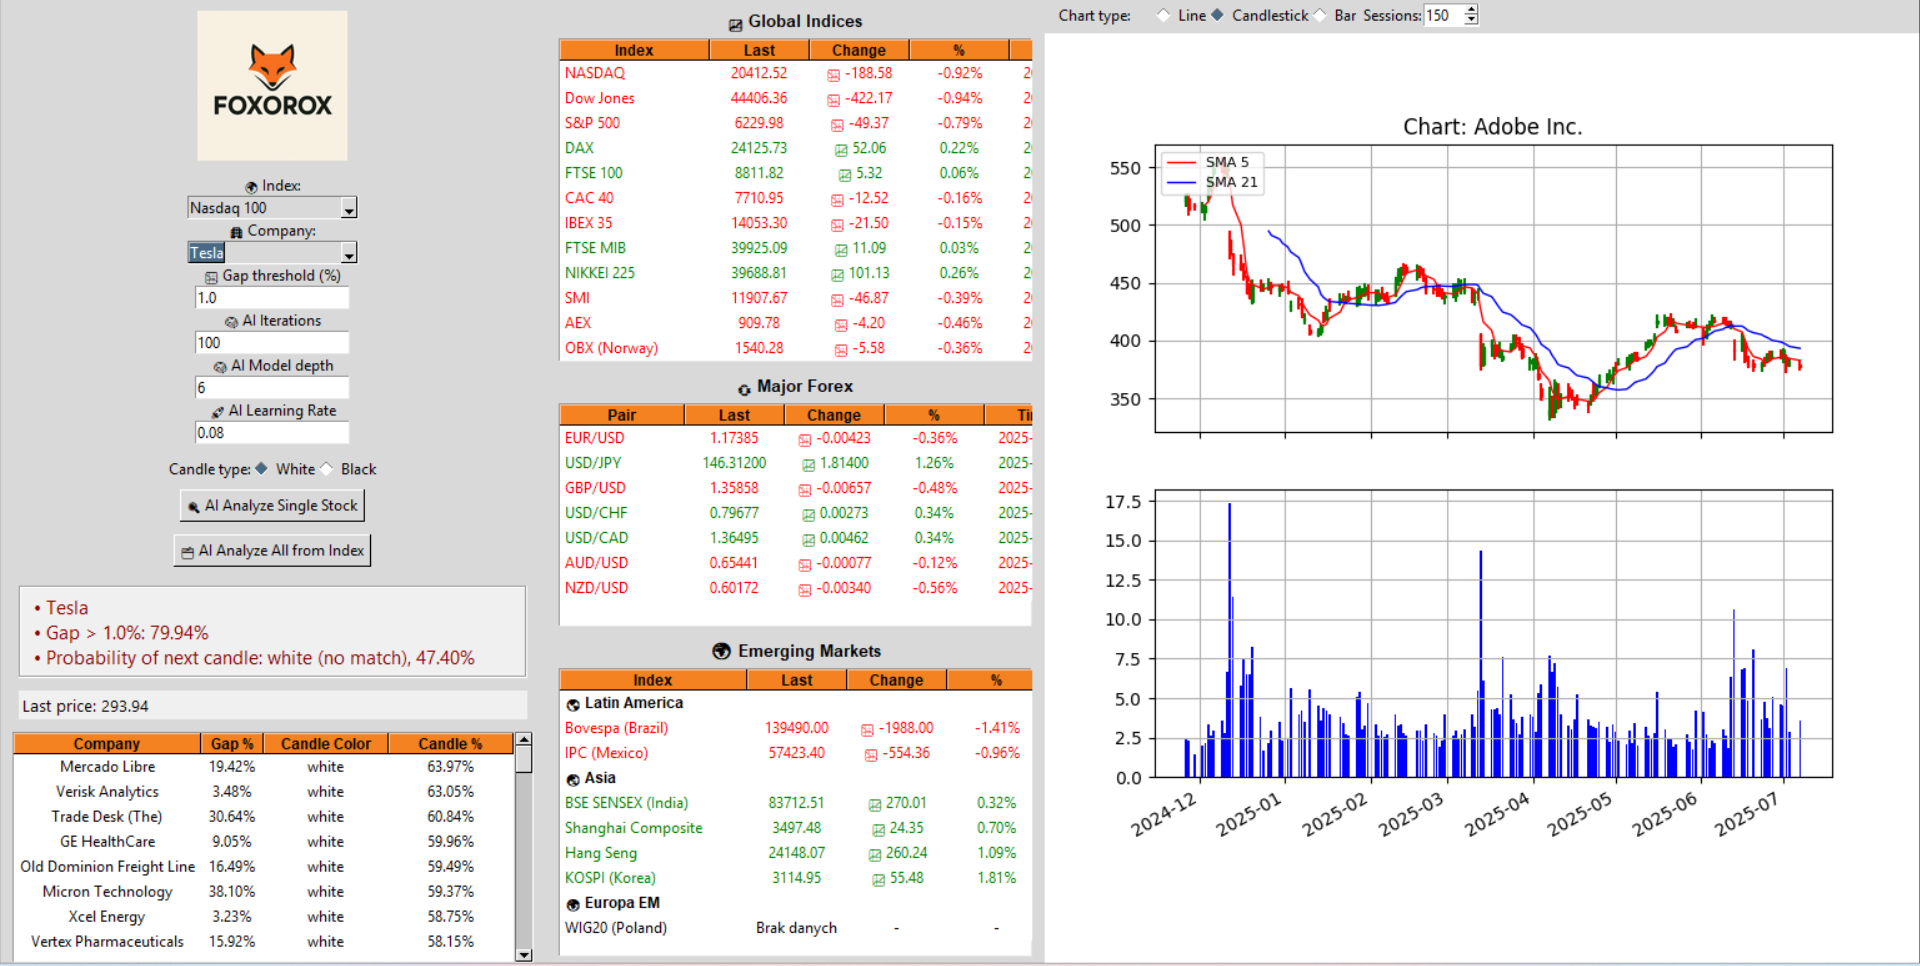 FOXOROX
Index:
Nasdaq 100
Company:
Tesla
Gap threshold (%)
1.0
AI Iterations
100
AI Model depth
6
AI Learning Rate
0.08
Candle type: White Black
AI Analyze Single Stock
AI Analyze All from Index
• Tesla
• Gap > 1.0%: 79.94%
• Probability of next candle: white (no match), 47.40%
Last price: 293.94
Company Gap % Candle Color Candle %
Mercado Libre 19.42% white 63.97%
Verisk Analytics 3.48% white 63.05%
Trade Desk (The) 30.64% white 60.84%
GE HealthCare 9.05% white 59.96%
Old Dominion Freight Line 16.49% white 59.49%
Micron Technology 38.10% white 59.37%
Xcel Energy 3.23% white 58.75%
Vertex Pharmaceuticals 15.92% white 58.15%
Global Indices
Index Last Change %
NASDAQ 20412.52 -188.58 -0.92% 2
Dow Jones 44406.36 -422.17 -0.94% 2
S&P 500 6229.98 -49.37 -0.79% 2
DAX 24125.73 52.06 0.22% 2
FTSE 100 8811.82 5.32 0.06% 2
CAC 40 7710.95 -12.52 -0.16% 2
IBEX 35 14053.30 -21.50 -0.15% 2
FTSE MIB 39925.09 11.09 0.03% 2
NIKKEI 225 39688.81 101.13 0.26% 2
SMI 11907.67 -46.87 -0.39% 2
AEX 909.78 -4.20 -0.46% 2
OBX (Norway) 1540.28 -5.58 -0.36% 2
Major Forex
Pair Last Change % Ti
EUR/USD 1.17385 -0.00423 -0.36% 2025-
USD/JPY 146.31200 1.81400 1.26% 2025-
GBP/USD 1.35858 -0.00657 -0.48% 2025-
USD/CHF 0.79677 0.00273 0.34% 2025-
USD/CAD 1.36495 0.00462 0.34% 2025-
AUD/USD 0.65441 -0.00077 -0.12% 2025-
NZD/USD 0.60172 -0.00340 -0.56% 2025-
Emerging Markets
Index Last Change %
Latin America
Bovespa (Brazil) 139490.00 -1988.00 -1.41%
IPC (Mexico) 57423.40 -554.36 -0.96%
Asia
BSE SENSEX (India) 83712.51 270.01 0.32%
Shanghai Composite 3497.48 24.35 0.70%
Hang Seng 24148.07 260.24 1.09%
KOSPI (Korea) 3114.95 55.48 1.81%
Europa EM
WIG20 (Poland) Brak danych - -
Chart type: Line Candlestick Bar Sessions: 150
Chart: Adobe Inc.
SMA 5
SMA 21
550
500
450
400
350
17.5
15.0
12.5
10.0
7.5
5.0
2.5
0.0
2024-12 2025-01 2025-02 2025-03 2025-04 2025-05 2025-06 2025-07